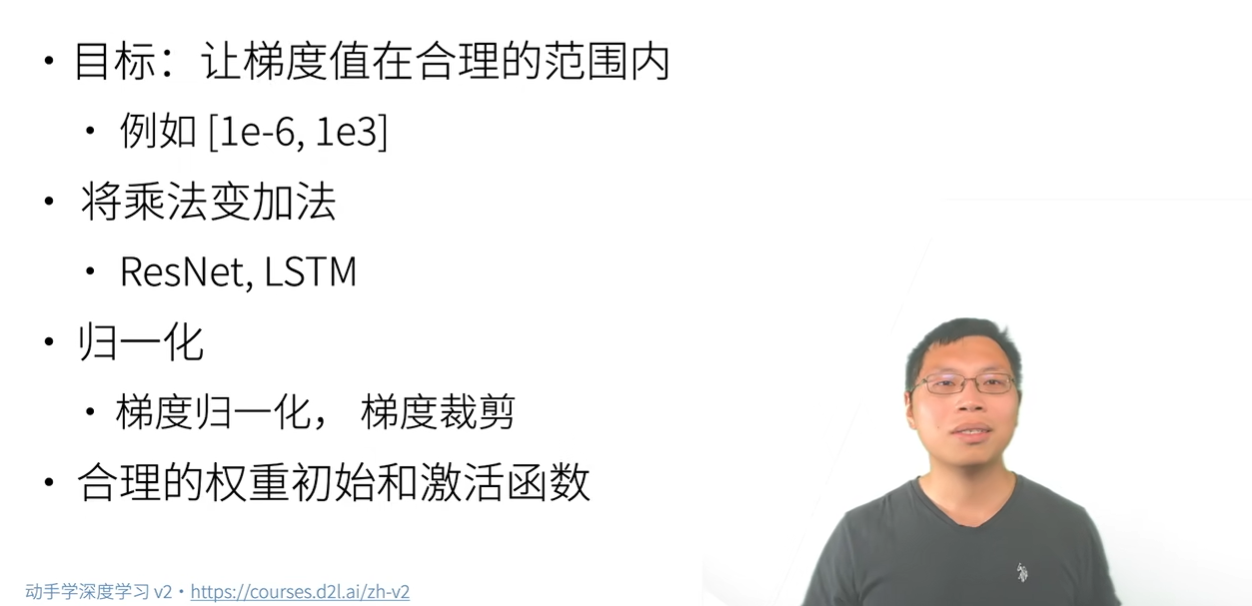 • 目标：让梯度值在合理的范围内
• 例如 [1e-6, 1e3]
• 将乘法变加法
• ResNet, LSTM
• 归一化
• 梯度归一化， 梯度裁剪
• 合理的权重初始和激活函数
动手学深度学习 v2 • https://courses.d2l.ai/zh-v2